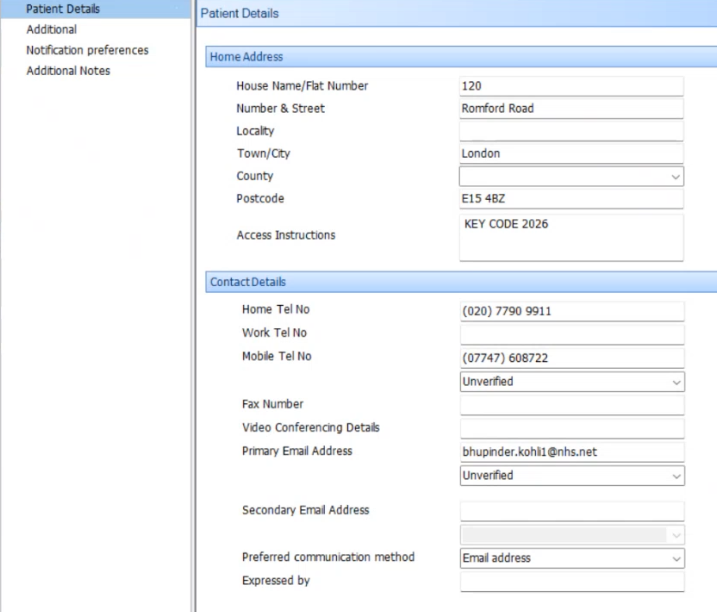 Patient Details
Additional
Notification preferences
Additional Notes
Patient Details
Home Address
House Name/Flat Number 120
Number & Street Romford Road
Locality
Town/City London
County
Postcode E15 4BZ
Access Instructions KEY CODE 2026
Contact Details
Home Tel No (020) 7790 9911
Work Tel No
Mobile Tel No (07747) 608722
Unverified
Fax Number
Video Conferencing Details
Primary Email Address bhupinder.kohli1@nhs.net
Unverified
Secondary Email Address
Preferred communication method Email address
Expressed by